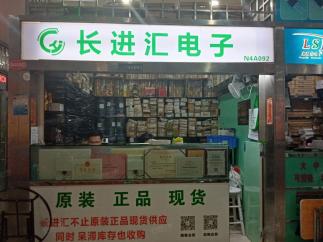 长进汇电子
N4A092
原装 正品 现货
长进汇不止原装正品现货供应
同时 呆滞库存也收购
LS